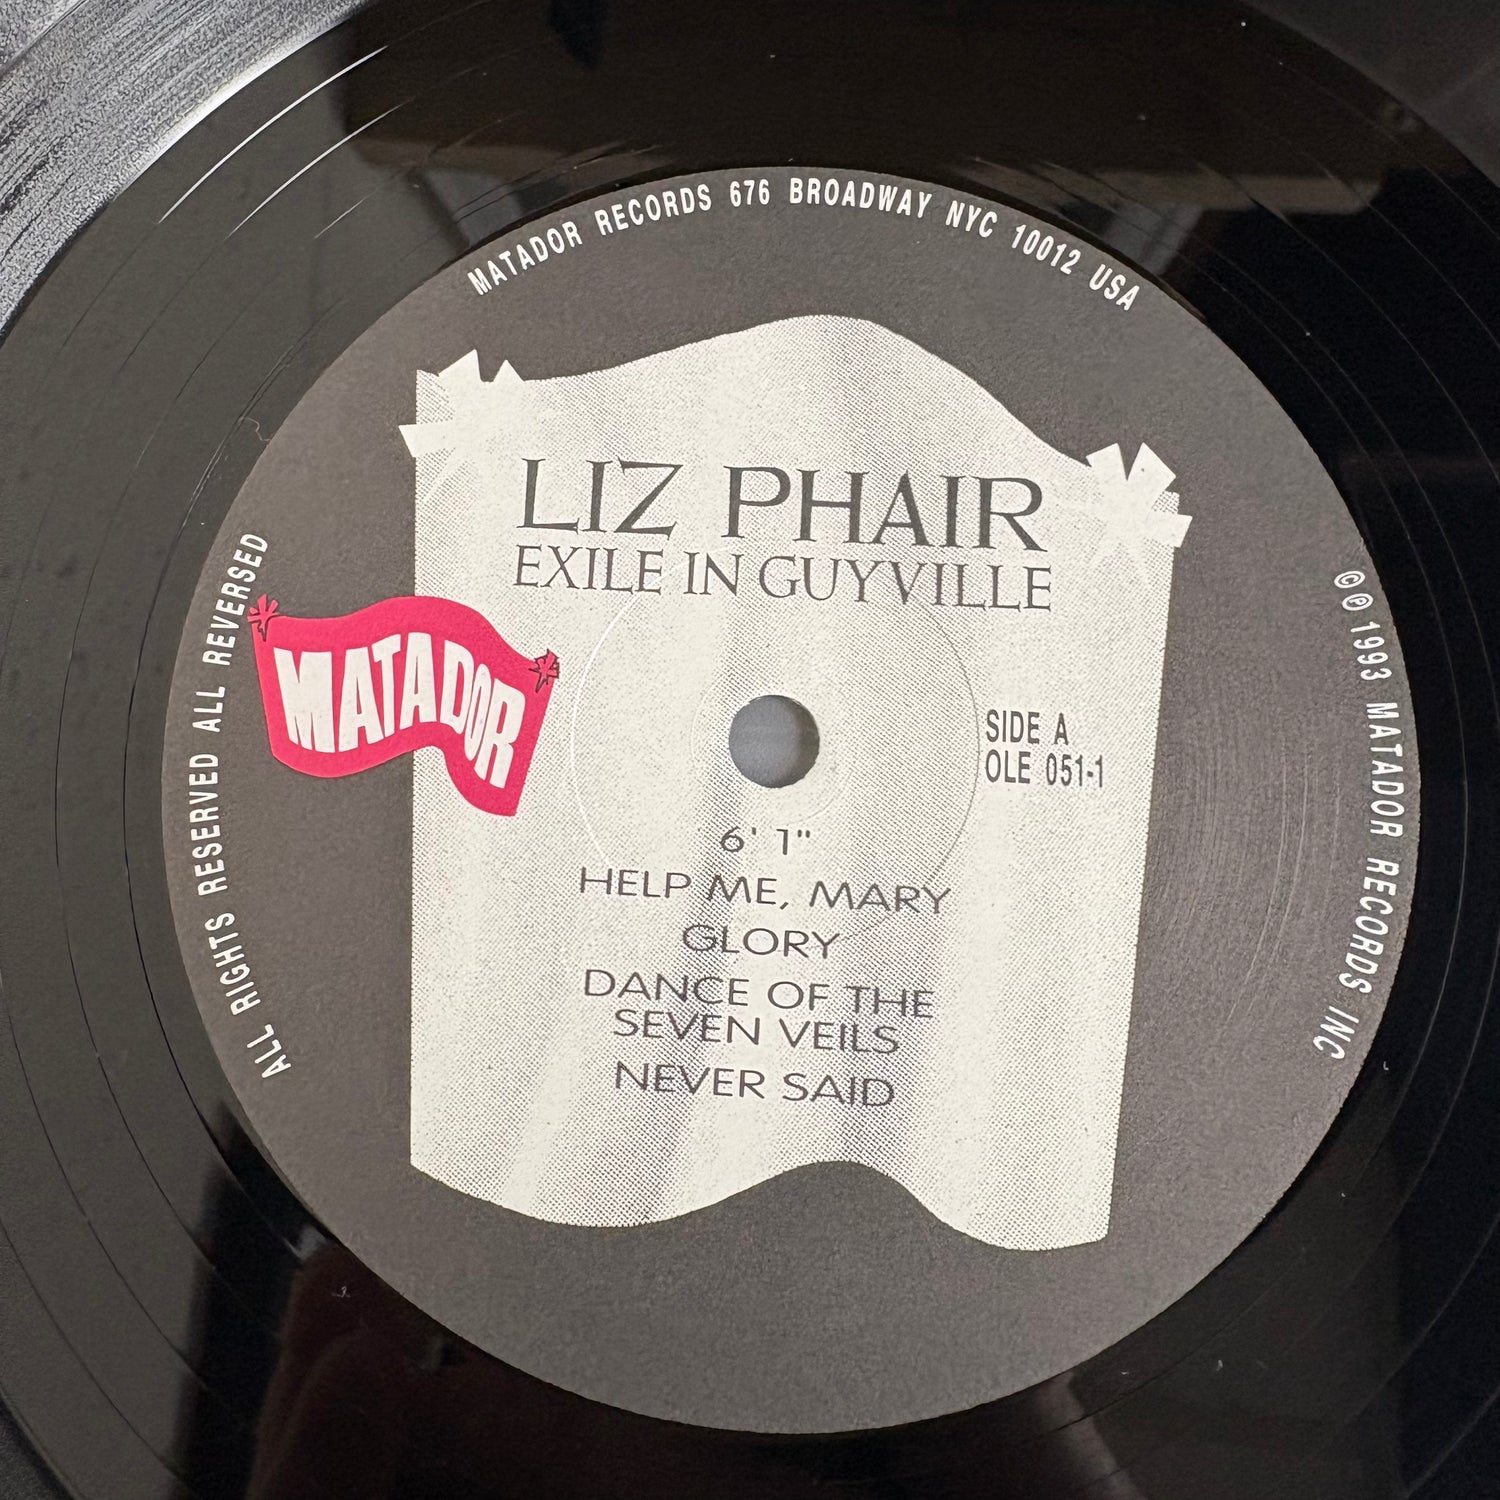 MATADOR RECORDS 676 BROADWAY NYC 10012 USA
LIZ PHAIR
EXILE IN GUYVILLE
MATADOR
SIDE A
OLE 051-1
6' 1"
HELP ME, MARY
GLORY
DANCE OF THE
SEVEN VEILS
NEVER SAID
ALL RIGHTS RESERVED ALL REVERSED
©℗ 1993 MATADOR RECORDS INC